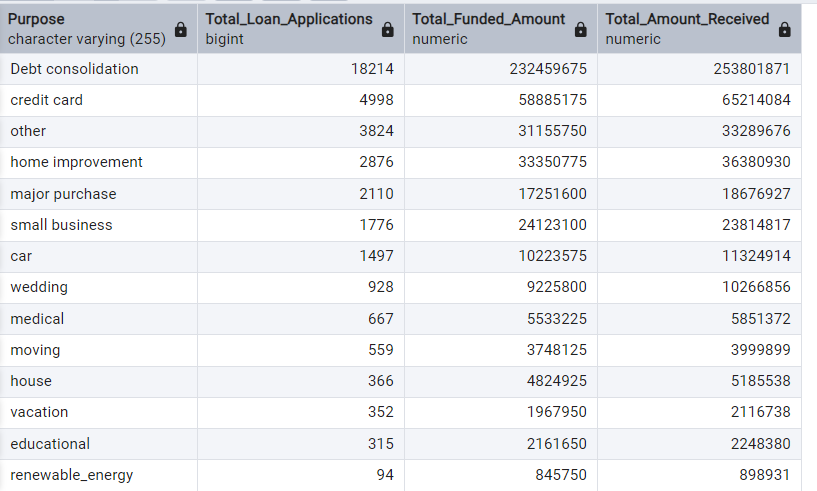 Purpose Total_Loan_Applications Total_Funded_Amount Total_Amount_Received
character varying (255) bigint numeric numeric
Debt consolidation 18214 232459675 253801871
credit card 4998 58885175 65214084
other 3824 31155750 33289676
home improvement 2876 33350775 36380930
major purchase 2110 17251600 18676927
small business 1776 24123100 23814817
car 1497 10223575 11324914
wedding 928 9225800 10266856
medical 667 5533225 5851372
moving 559 3748125 3999899
house 366 4824925 5185538
vacation 352 1967950 2116738
educational 315 2161650 2248380
renewable_energy 94 845750 898931